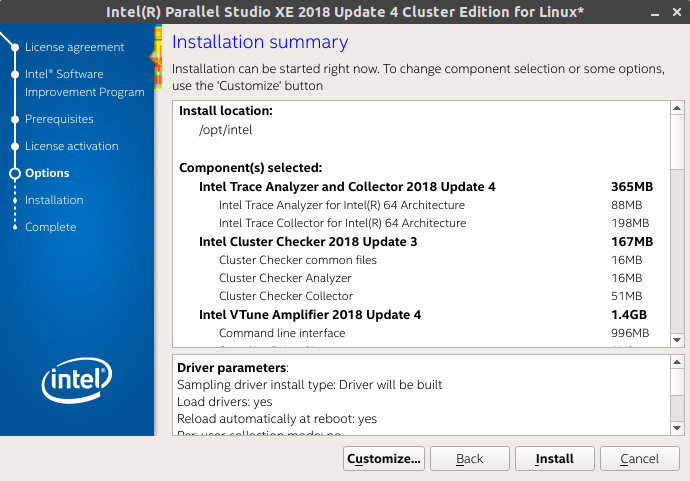 Intel(R) Parallel Studio XE 2018 Update 4 Cluster Edition for Linux*
License agreement
Intel® Software
Improvement Program
Prerequisites
License activation
Options
Installation
Complete
intel
Installation summary
Installation can be started right now. To change component selection or some options,
use the 'Customize' button
Install location:
/opt/intel
Component(s) selected:
Intel Trace Analyzer and Collector 2018 Update 4 365MB
Intel Trace Analyzer for Intel(R) 64 Architecture 88MB
Intel Trace Collector for Intel(R) 64 Architecture 198MB
Intel Cluster Checker 2018 Update 3 167MB
Cluster Checker common files 16MB
Cluster Checker Analyzer 16MB
Cluster Checker Collector 51MB
Intel VTune Amplifier 2018 Update 4 1.4GB
Command line interface 996MB
Driver parameters:
Sampling driver install type: Driver will be built
Load drivers: yes
Reload automatically at reboot: yes
Per-user collection mode: no
Customize... Back Install Cancel